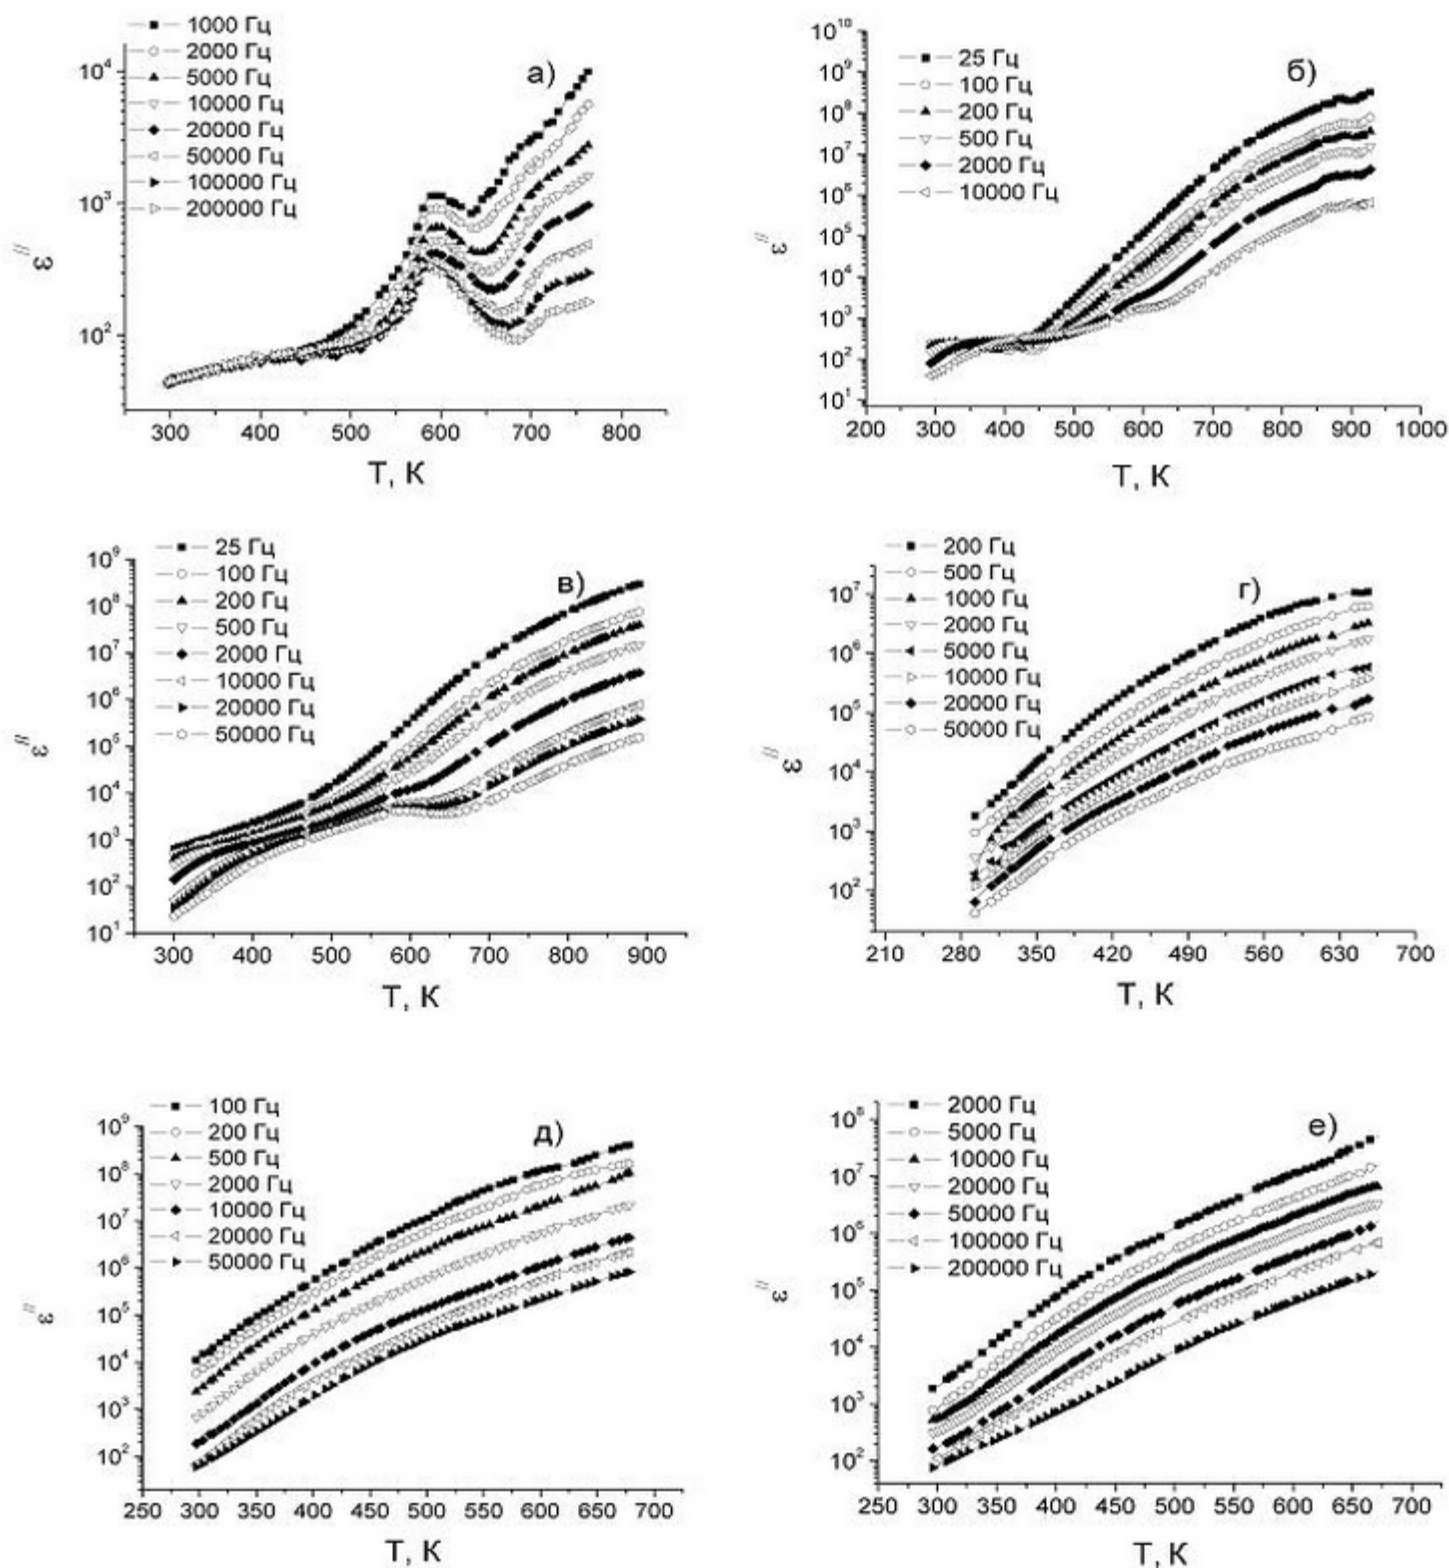 1000 Гц
2000 Гц
5000 Гц
10000 Гц
20000 Гц
50000 Гц
100000 Гц
200000 Гц
а)
10⁴
10³
10²
ε //
300 400 500 600 700 800
T, K
25 Гц
100 Гц
200 Гц
500 Гц
2000 Гц
10000 Гц
б)
10¹⁰
10⁹
10⁸
10⁷
10⁶
10⁵
10⁴
10³
10²
10¹
ε //
200 300 400 500 600 700 800 900 1000
T, K
25 Гц
100 Гц
200 Гц
500 Гц
2000 Гц
10000 Гц
20000 Гц
50000 Гц
в)
10⁹
10⁸
10⁷
10⁶
10⁵
10⁴
10³
10²
10¹
ε //
300 400 500 600 700 800 900
T, K
200 Гц
500 Гц
1000 Гц
2000 Гц
5000 Гц
10000 Гц
20000 Гц
50000 Гц
г)
10⁷
10⁶
10⁵
10⁴
10³
10²
ε //
210 280 350 420 490 560 630 700
T, K
100 Гц
200 Гц
500 Гц
2000 Гц
10000 Гц
20000 Гц
50000 Гц
д)
10⁹
10⁸
10⁷
10⁶
10⁵
10⁴
10³
10²
ε //
250 300 350 400 450 500 550 600 650 700
T, K
2000 Гц
5000 Гц
10000 Гц
20000 Гц
50000 Гц
100000 Гц
200000 Гц
е)
10⁸
10⁷
10⁶
10⁵
10⁴
10³
10²
ε //
250 300 350 400 450 500 550 600 650 700
T, K